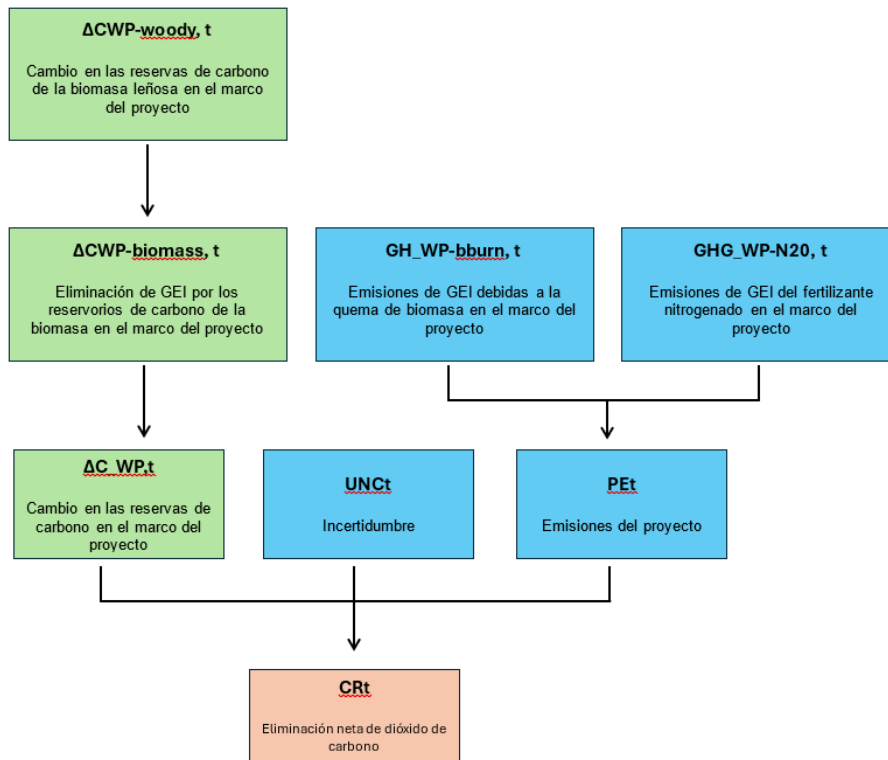 ΔCWP-woody, t
Cambio en las reservas de carbono
de la biomasa leñosa en el marco
del proyecto
ΔCWP-biomass, t
Eliminación de GEI por los
reservorios de carbono de la
biomasa en el marco del proyecto
GH_WP-bburn, t
Emisiones de GEI debidas a la
quema de biomasa en el marco del
proyecto
GHG_WP-N20, t
Emisiones de GEI del fertilizante
nitrogenado en el marco del
proyecto
ΔC_WP,t
Cambio en las reservas de
carbono en el marco del
proyecto
UNCt
Incertidumbre
PEt
Emisiones del proyecto
CRt
Eliminación neta de dióxido de
carbono